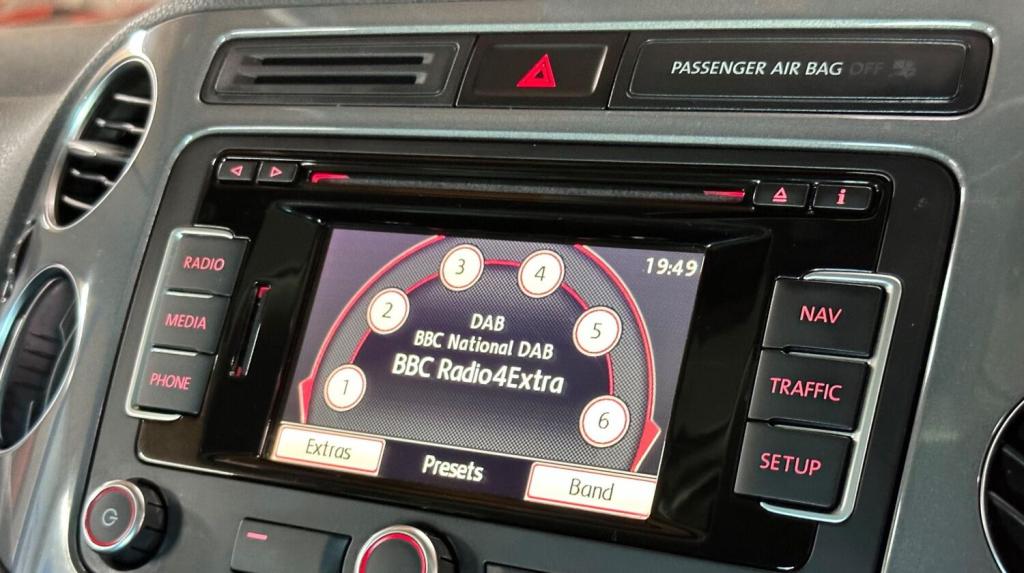 PASSENGER AIR BAG OFF
i
RADIO
MEDIA
PHONE
19:49
1
2
3
4
5
6
DAB
BBC National DAB
BBC Radio4Extra
Extras
Presets
Band
NAV
TRAFFIC
SETUP